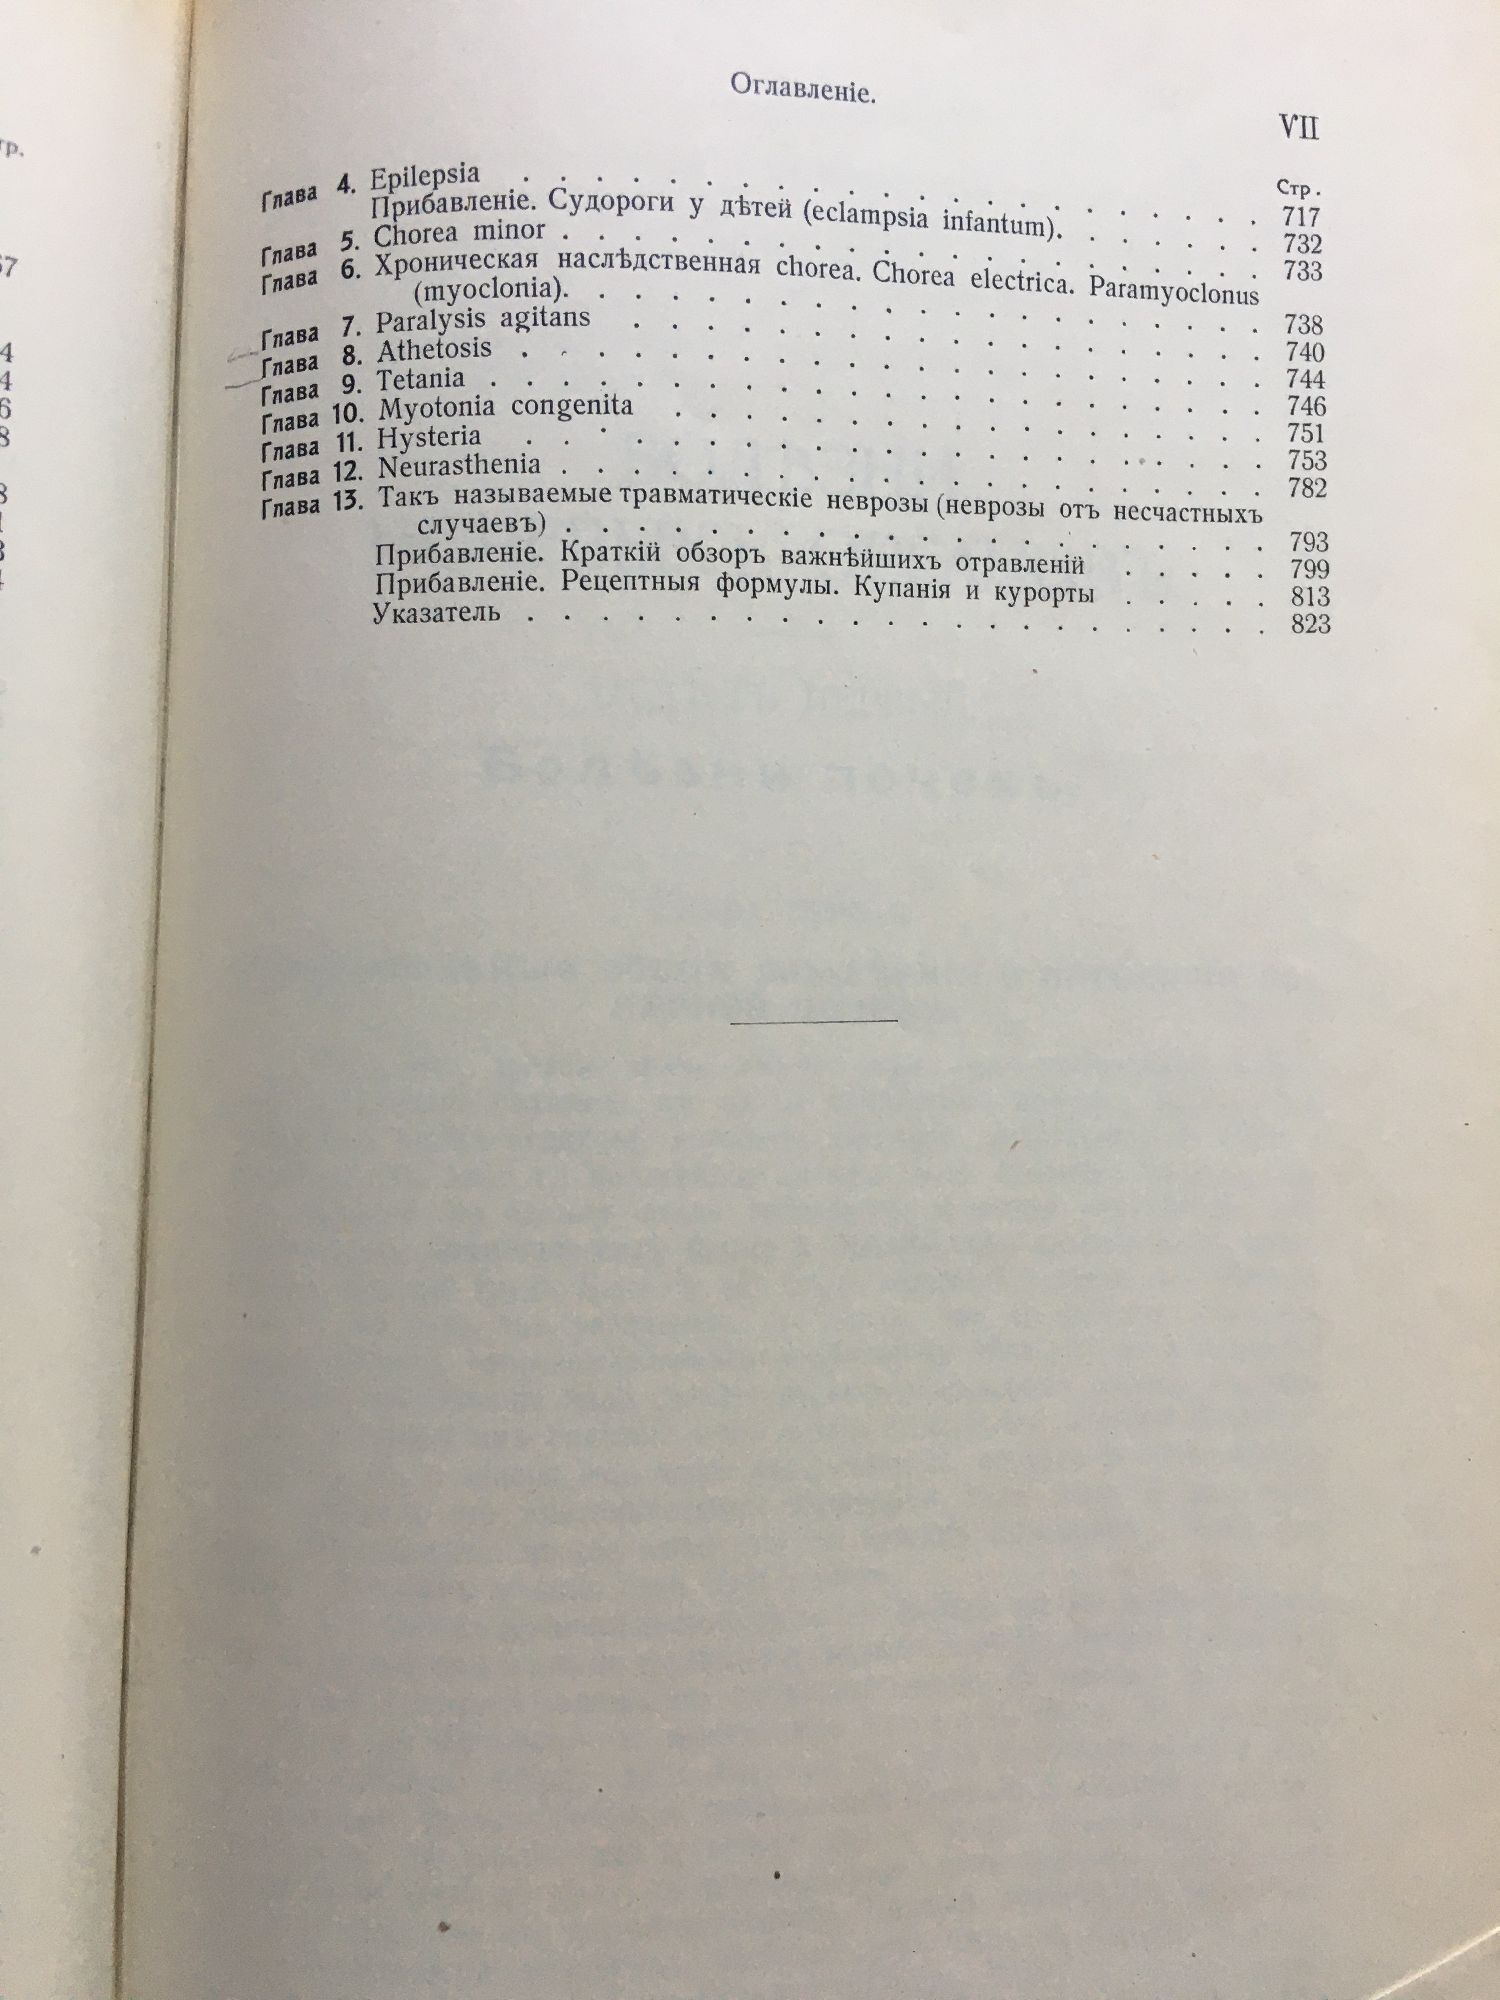 Оглавленіе.
VII
Стр.
Глава 4. Epilepsia . . . . . . . . . . . . . . . . . . . . . 717
Прибавленіе. Судороги у дѣтей (eclampsia infantum). . . . . . . 732
Глава 5. Chorea minor . . . . . . . . . . . . . . . . . . . . 733
Глава 6. Хроническая наслѣдственная chorea. Chorea electrica. Paramyoclonus
(myoclonia). . . . . . . . . . . . . . . . . . . . 738
Глава 7. Paralysis agitans . . . . . . . . . . . . . . . . . . 740
Глава 8. Athetosis . . . . . . . . . . . . . . . . . . . . . 744
Глава 9. Tetania . . . . . . . . . . . . . . . . . . . . . . 746
Глава 10. Myotonia congenita . . . . . . . . . . . . . . . . . 751
Глава 11. Hysteria . . . . . . . . . . . . . . . . . . . . . 753
Глава 12. Neurasthenia . . . . . . . . . . . . . . . . . . . . 782
Глава 13. Такъ называемые травматическіе неврозы (неврозы отъ несчастныхъ
случаевъ) . . . . . . . . . . . . . . . . . . . . 793
Прибавленіе. Краткій обзоръ важнѣйшихъ отравленій . . . . . 799
Прибавленіе. Рецептныя формулы. Купанія и курорты . . . . . 813
Указатель . . . . . . . . . . . . . . . . . . . . . 823